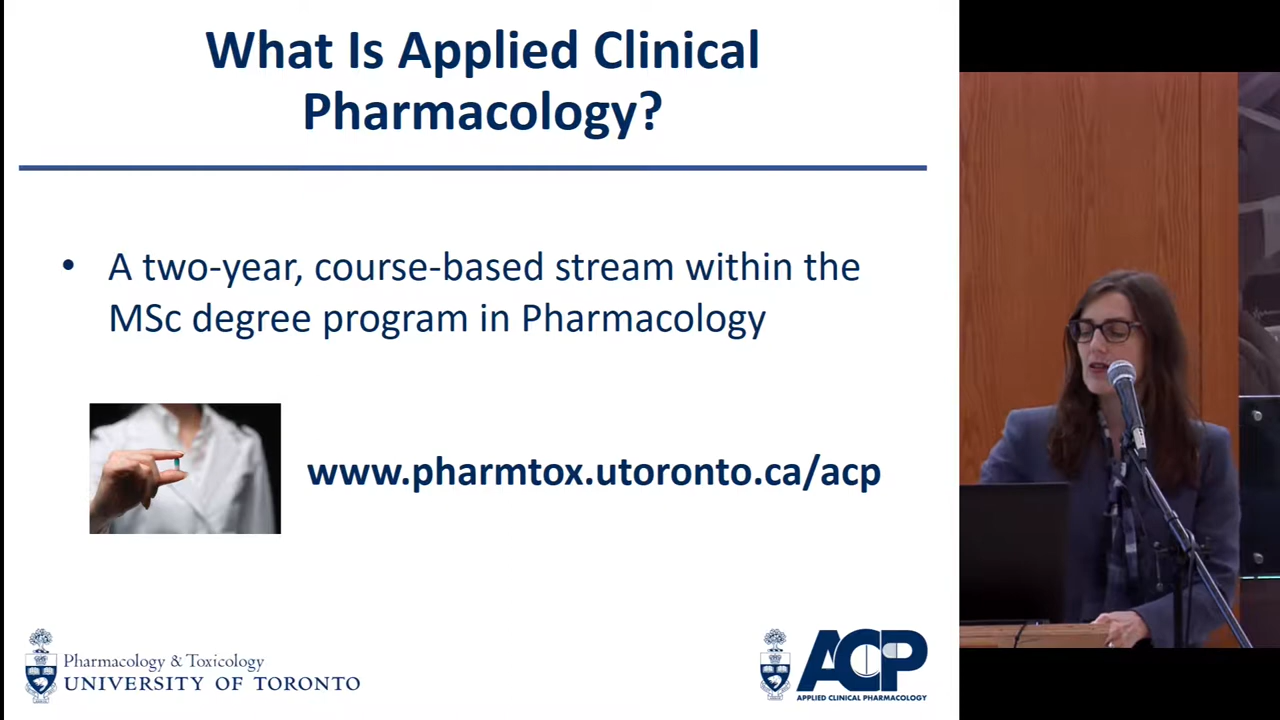 What Is Applied Clinical
Pharmacology?
• A two-year, course-based stream within the
MSc degree program in Pharmacology
www.pharmtox.utoronto.ca/acp
Pharmacology & Toxicology
UNIVERSITY OF TORONTO
ACP
APPLIED CLINICAL PHARMACOLOGY